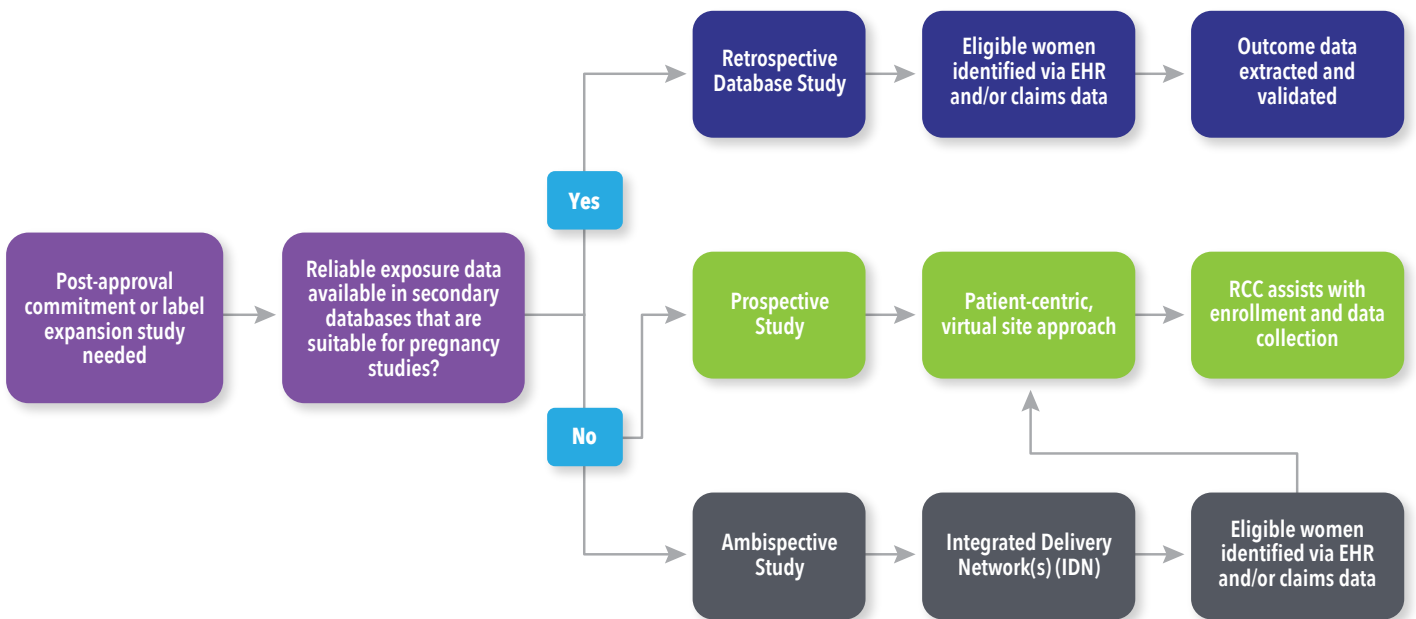 Post-approval
commitment or label
expansion study
needed
Reliable exposure data
available in secondary
databases that are
suitable for pregnancy
studies?
Yes
No
Retrospective
Database Study
Eligible women
identified via EHR
and/or claims data
Outcome data
extracted and
validated
Prospective
Study
Patient-centric,
virtual site approach
RCC assists with
enrollment and data
collection
Ambispective
Study
Integrated Delivery
Network(s) (IDN)
Eligible women
identified via EHR
and/or claims data